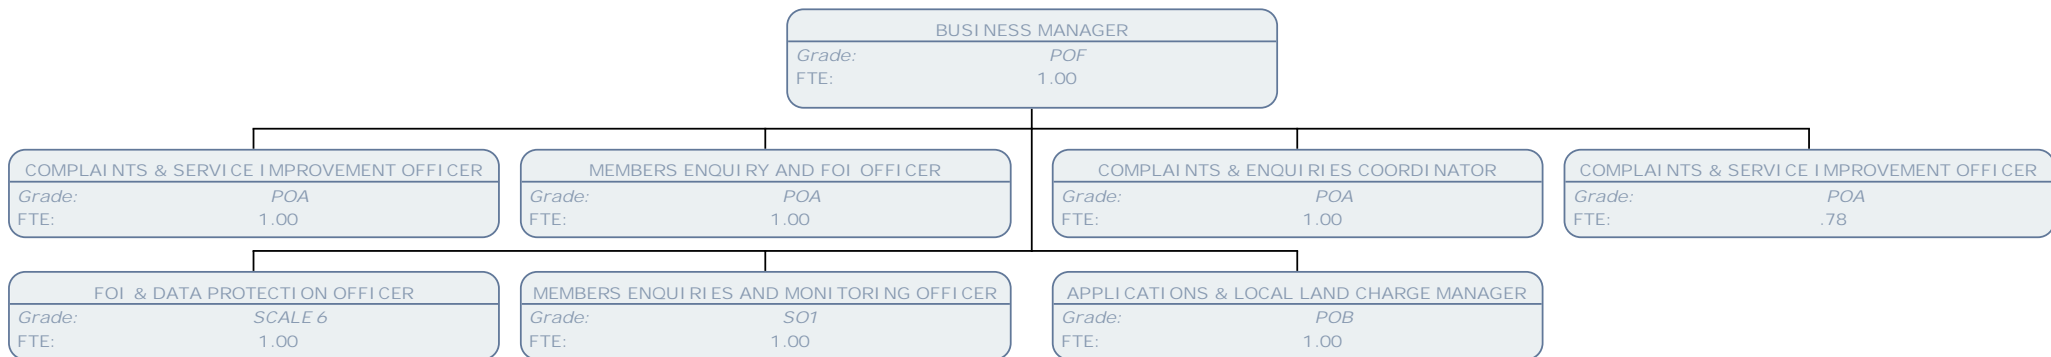 BUSINESS MANAGER
Grade: POF
FTE: 1.00
COMPLAINTS & SERVICE IMPROVEMENT OFFICER
Grade: POA
FTE: 1.00
MEMBERS ENQUIRY AND FOI OFFICER
Grade: POA
FTE: 1.00
COMPLAINTS & ENQUIRIES COORDINATOR
Grade: POA
FTE: 1.00
COMPLAINTS & SERVICE IMPROVEMENT OFFICER
Grade: POA
FTE: .78
FOI & DATA PROTECTION OFFICER
Grade: SCALE 6
FTE: 1.00
MEMBERS ENQUIRIES AND MONITORING OFFICER
Grade: SO1
FTE: 1.00
APPLICATIONS & LOCAL LAND CHARGE MANAGER
Grade: POB
FTE: 1.00